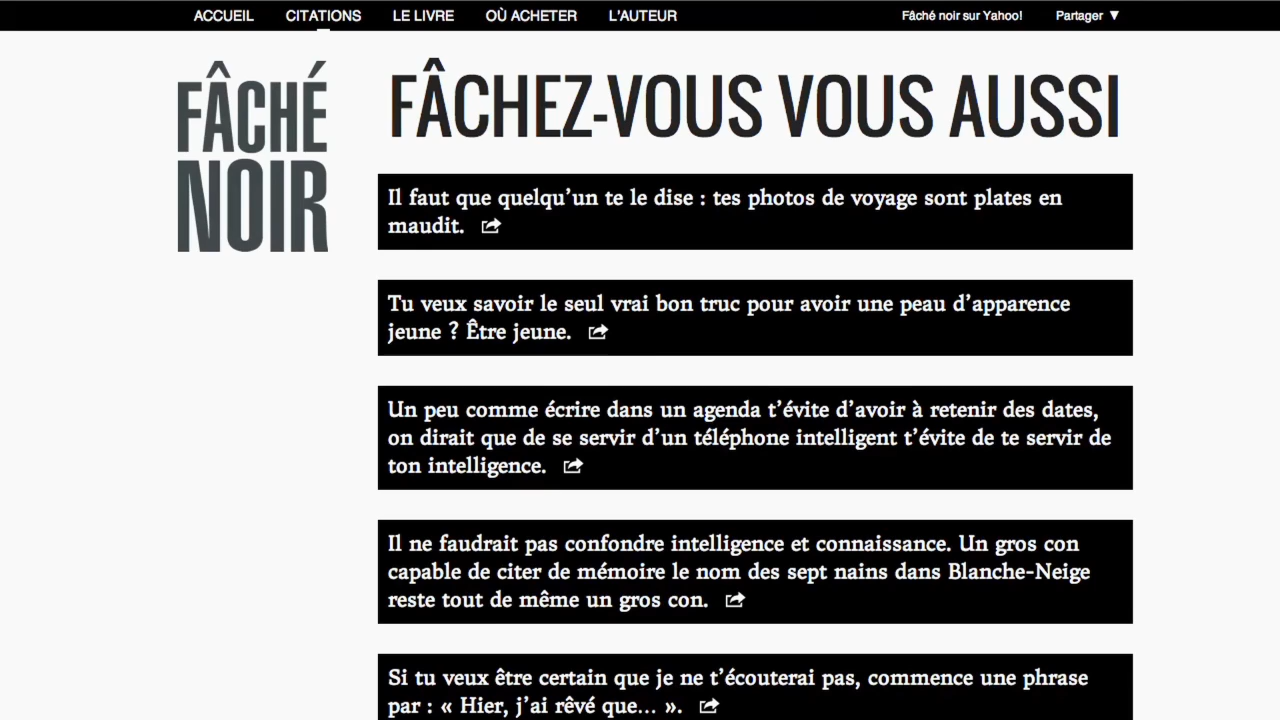 ACCUEIL CITATIONS LE LIVRE OÙ ACHETER L'AUTEUR Fâché noir sur Yahoo! Partager ▼
FÂCHÉ
NOIR
FÂCHEZ-VOUS VOUS AUSSI
Il faut que quelqu’un te le dise : tes photos de voyage sont plates en
maudit.
Tu veux savoir le seul vrai bon truc pour avoir une peau d’apparence
jeune ? Être jeune.
Un peu comme écrire dans un agenda t’évite d’avoir à retenir des dates,
on dirait que de se servir d’un téléphone intelligent t’évite de te servir de
ton intelligence.
Il ne faudrait pas confondre intelligence et connaissance. Un gros con
capable de citer de mémoire le nom des sept nains dans Blanche-Neige
reste tout de même un gros con.
Si tu veux être certain que je ne t’écouterai pas, commence une phrase
par : « Hier, j’ai rêvé que… ».